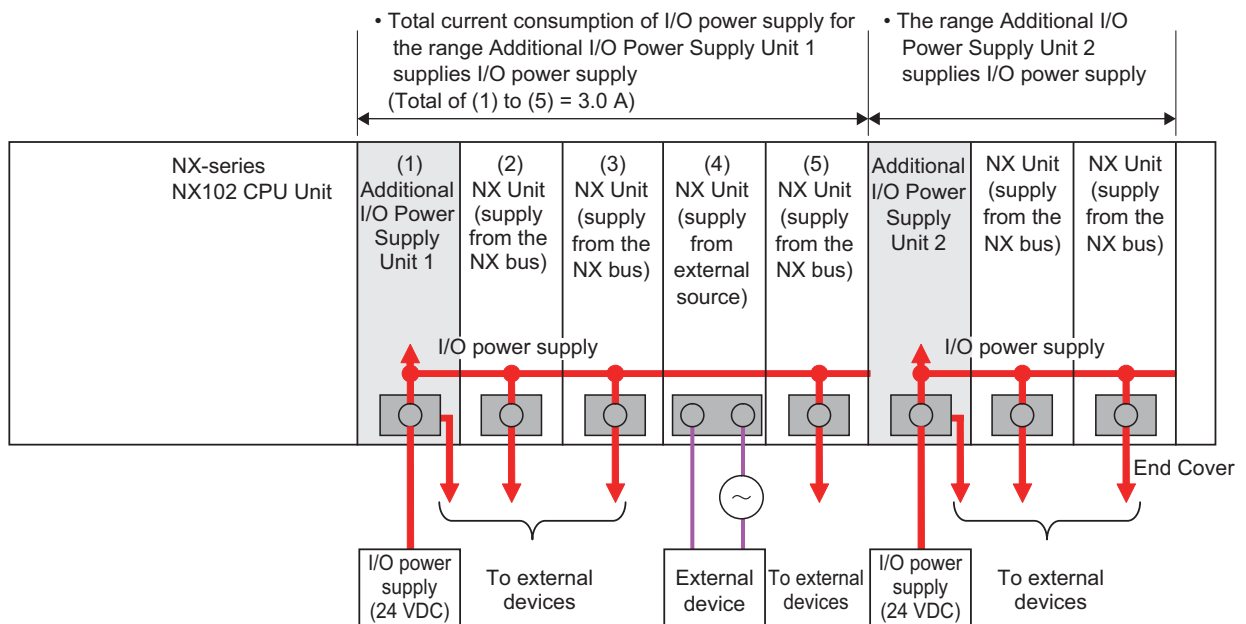 • Total current consumption of I/O power supply for
the range Additional I/O Power Supply Unit 1
supplies I/O power supply
(Total of (1) to (5) = 3.0 A)
• The range Additional I/O
Power Supply Unit 2
supplies I/O power supply
NX-series
NX102 CPU Unit
(1)
Additional
I/O Power
Supply
Unit 1
(2)
NX Unit
(supply
from the
NX bus)
(3)
NX Unit
(supply
from the
NX bus)
(4)
NX Unit
(supply
from
external
source)
(5)
NX Unit
(supply
from the
NX bus)
Additional
I/O Power
Supply
Unit 2
NX Unit
(supply
from the
NX bus)
NX Unit
(supply
from the
NX bus)
I/O power supply
I/O power supply
End Cover
~
I/O power
supply
(24 VDC)
To external
devices
External
device
To external
devices
I/O power
supply
(24 VDC)
To external
devices